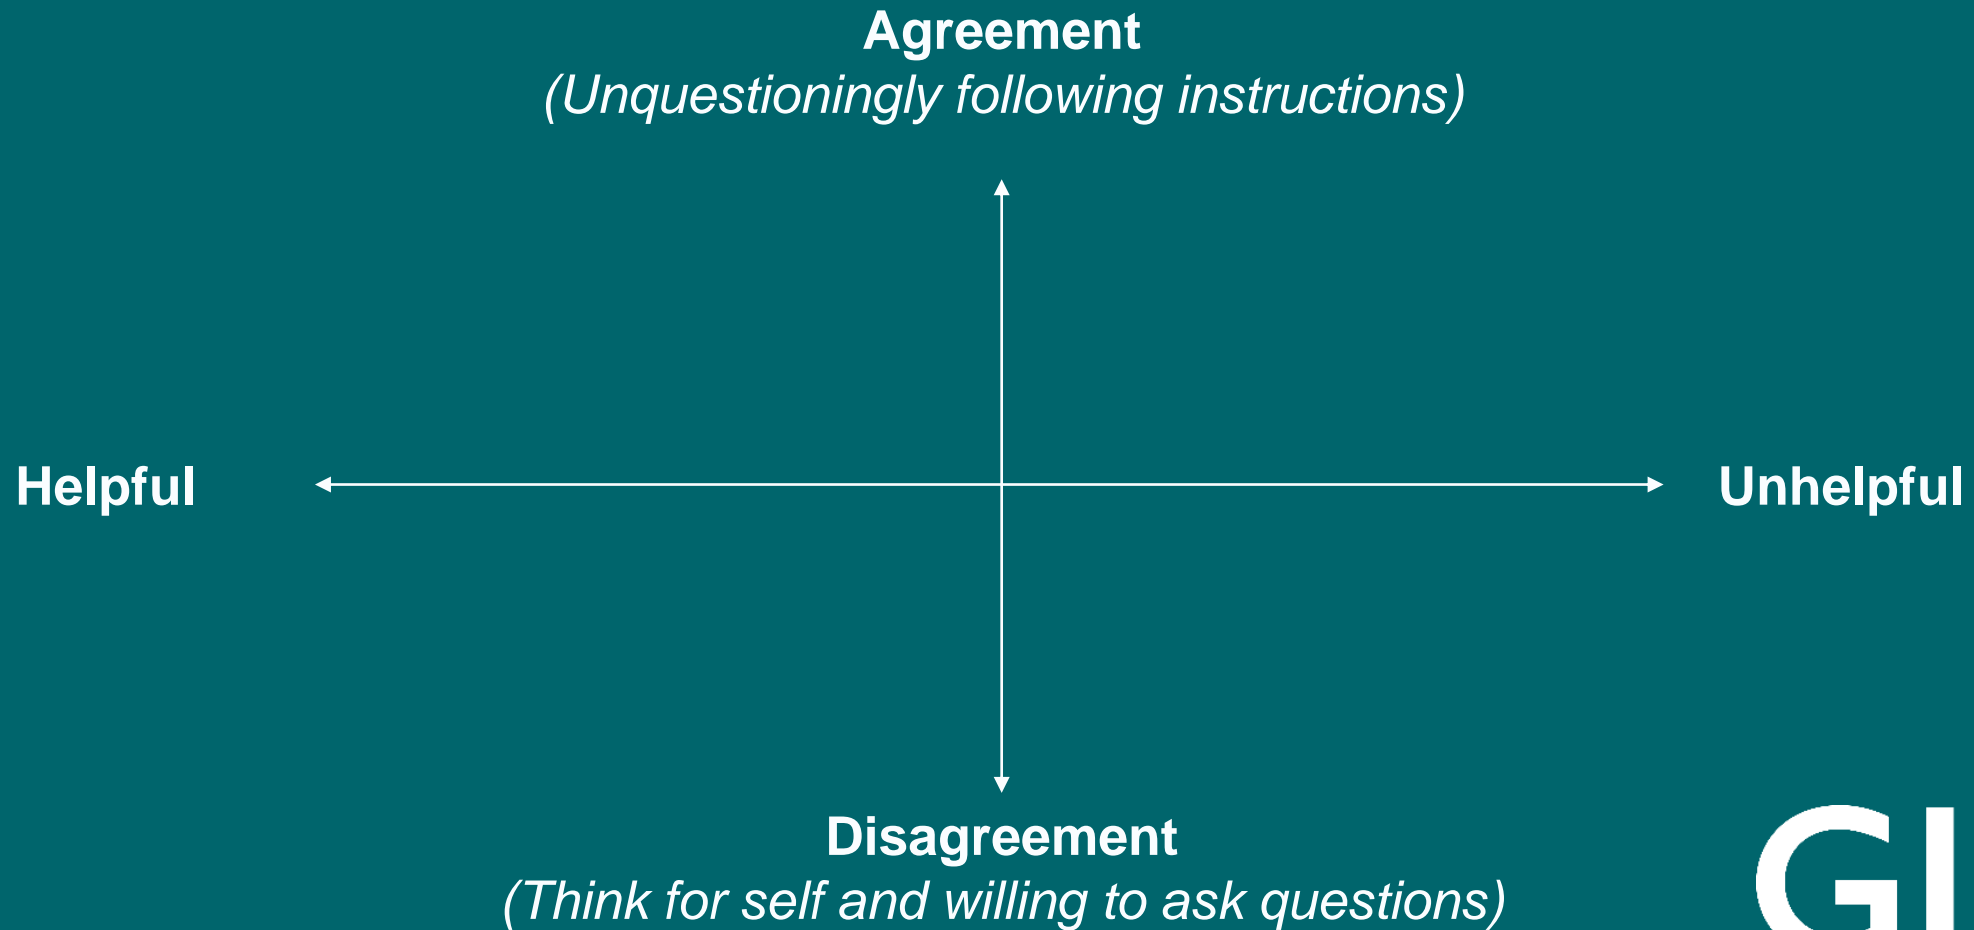 Agreement
(Unquestioningly following instructions)
Helpful
Unhelpful
Disagreement
(Think for self and willing to ask questions)
GI